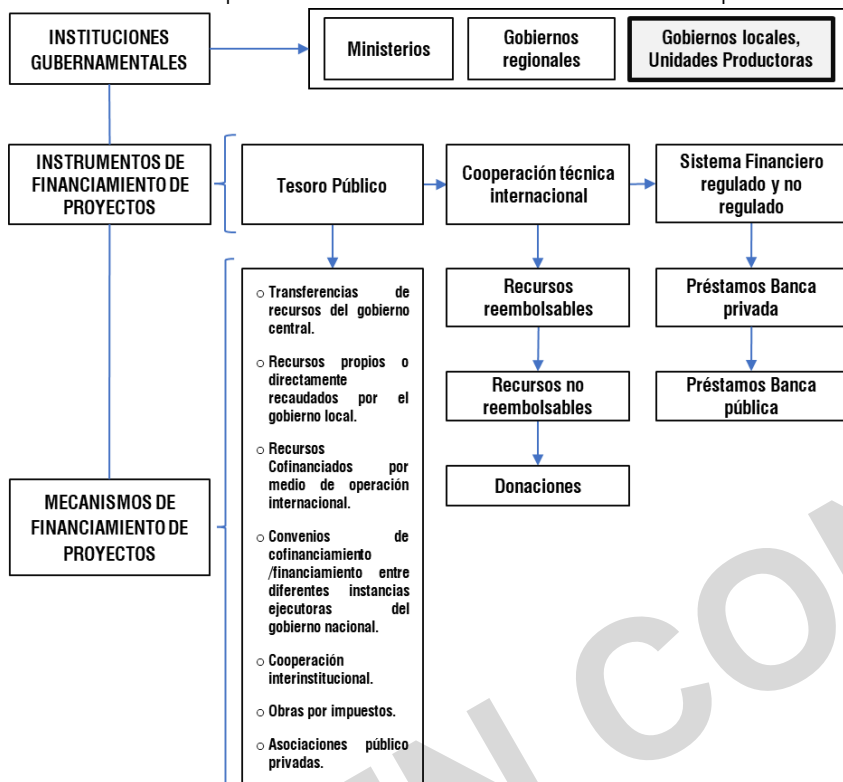 INSTITUCIONES
GUBERNAMENTALES
Ministerios
Gobiernos
regionales
Gobiernos locales,
Unidades Productoras
INSTRUMENTOS DE
FINANCIAMIENTO DE
PROYECTOS
Tesoro Público
Cooperación técnica
internacional
Sistema Financiero
regulado y no
regulado
MECANISMOS DE
FINANCIAMIENTO DE
PROYECTOS
○ Transferencias de
recursos del gobierno
central.
○ Recursos propios o
directamente
recaudados por el
gobierno local.
○ Recursos
Cofinanciados por
medio de operación
internacional.
○ Convenios de
cofinanciamiento
/financiamiento entre
diferentes instancias
ejecutoras del
gobierno nacional.
○ Cooperación
interinstitucional.
○ Obras por impuestos.
○ Asociaciones público
privadas.
Recursos
reembolsables
Recursos no
reembolsables
Donaciones
Préstamos Banca
privada
Préstamos Banca
pública